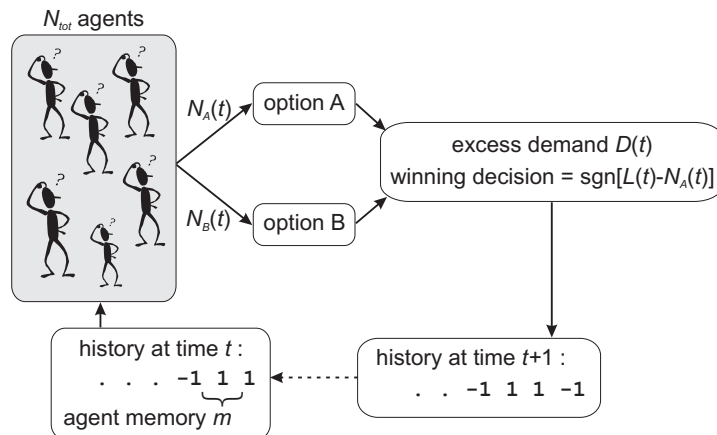 N_tot agents
? ? ? ? ? ?
N_A(t)
option A
N_B(t)
option B
excess demand D(t)
winning decision = sgn[L(t)-N_A(t)]
history at time t :
. . . -1 1 1
agent memory m
history at time t+1 :
. . -1 1 1 -1